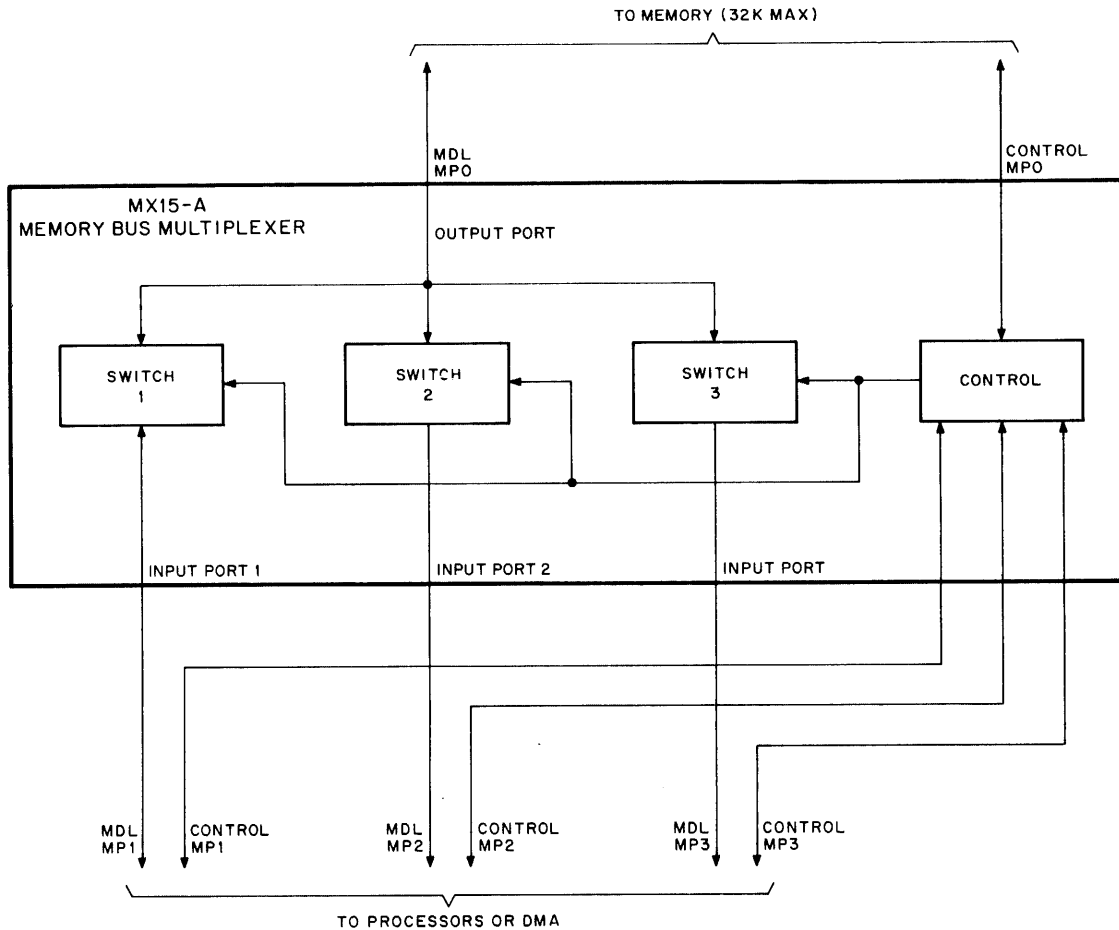 TO MEMORY (32K MAX)
MDL
MPO
CONTROL
MPO
MX15-A
MEMORY BUS MULTIPLEXER
OUTPUT PORT
SWITCH
1
SWITCH
2
SWITCH
3
CONTROL
INPUT PORT 1
INPUT PORT 2
INPUT PORT
MDL
MP1
CONTROL
MP1
MDL
MP2
CONTROL
MP2
MDL
MP3
CONTROL
MP3
TO PROCESSORS OR DMA